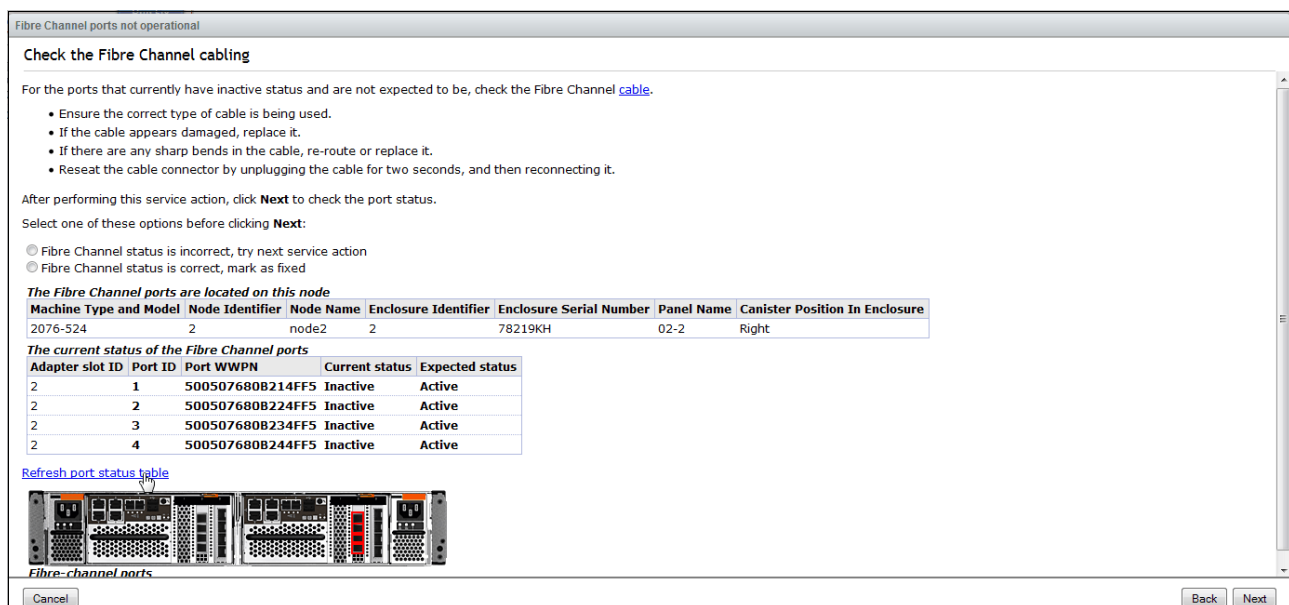 Fibre Channel ports not operational
Check the Fibre Channel cabling
For the ports that currently have inactive status and are not expected to be, check the Fibre Channel cable.
• Ensure the correct type of cable is being used.
• If the cable appears damaged, replace it.
• If there are any sharp bends in the cable, re-route or replace it.
• Reseat the cable connector by unplugging the cable for two seconds, and then reconnecting it.
After performing this service action, click Next to check the port status.
Select one of these options before clicking Next:
Fibre Channel status is incorrect, try next service action
Fibre Channel status is correct, mark as fixed
The Fibre Channel ports are located on this node
Machine Type and Model Node Identifier Node Name Enclosure Identifier Enclosure Serial Number Panel Name Canister Position In Enclosure
2076-524 2 node2 2 78219KH 02-2 Right
The current status of the Fibre Channel ports
Adapter slot ID Port ID Port WWPN Current status Expected status
2 1 500507680B214FF5 Inactive Active
2 2 500507680B224FF5 Inactive Active
2 3 500507680B234FF5 Inactive Active
2 4 500507680B244FF5 Inactive Active
Refresh port status table
Fibre-channel ports
Cancel Back Next